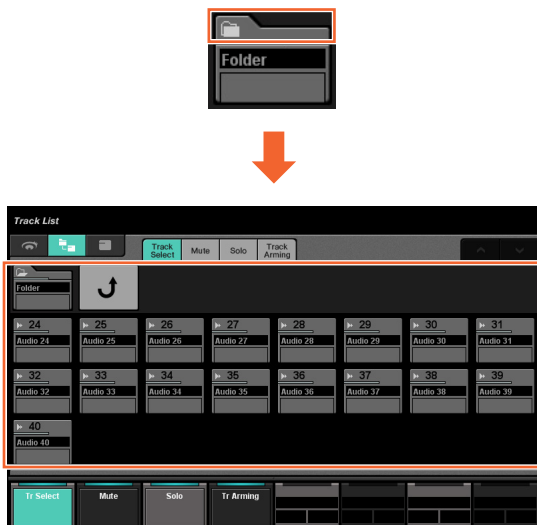 Folder
Track List
Track Select Mute Solo Track Arming
Folder
24 25 26 27 28 29 30 31
Audio 24 Audio 25 Audio 26 Audio 27 Audio 28 Audio 29 Audio 30 Audio 31
32 33 34 35 36 37 38 39
Audio 32 Audio 33 Audio 34 Audio 35 Audio 36 Audio 37 Audio 38 Audio 39
40
Audio 40
Tr Select Mute Solo Tr Arming